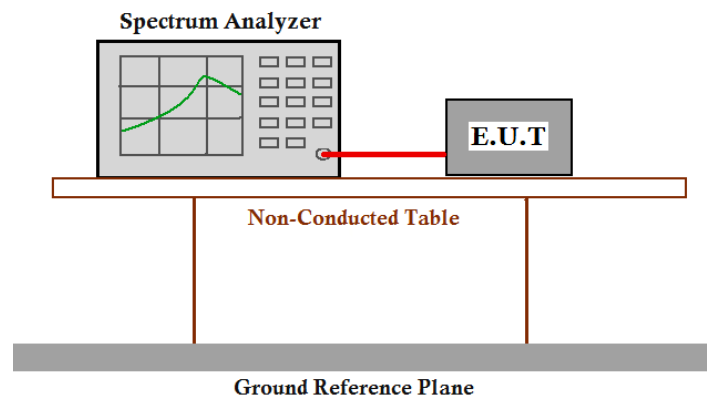 Spectrum Analyzer
E.U.T
Non-Conducted Table
Ground Reference Plane